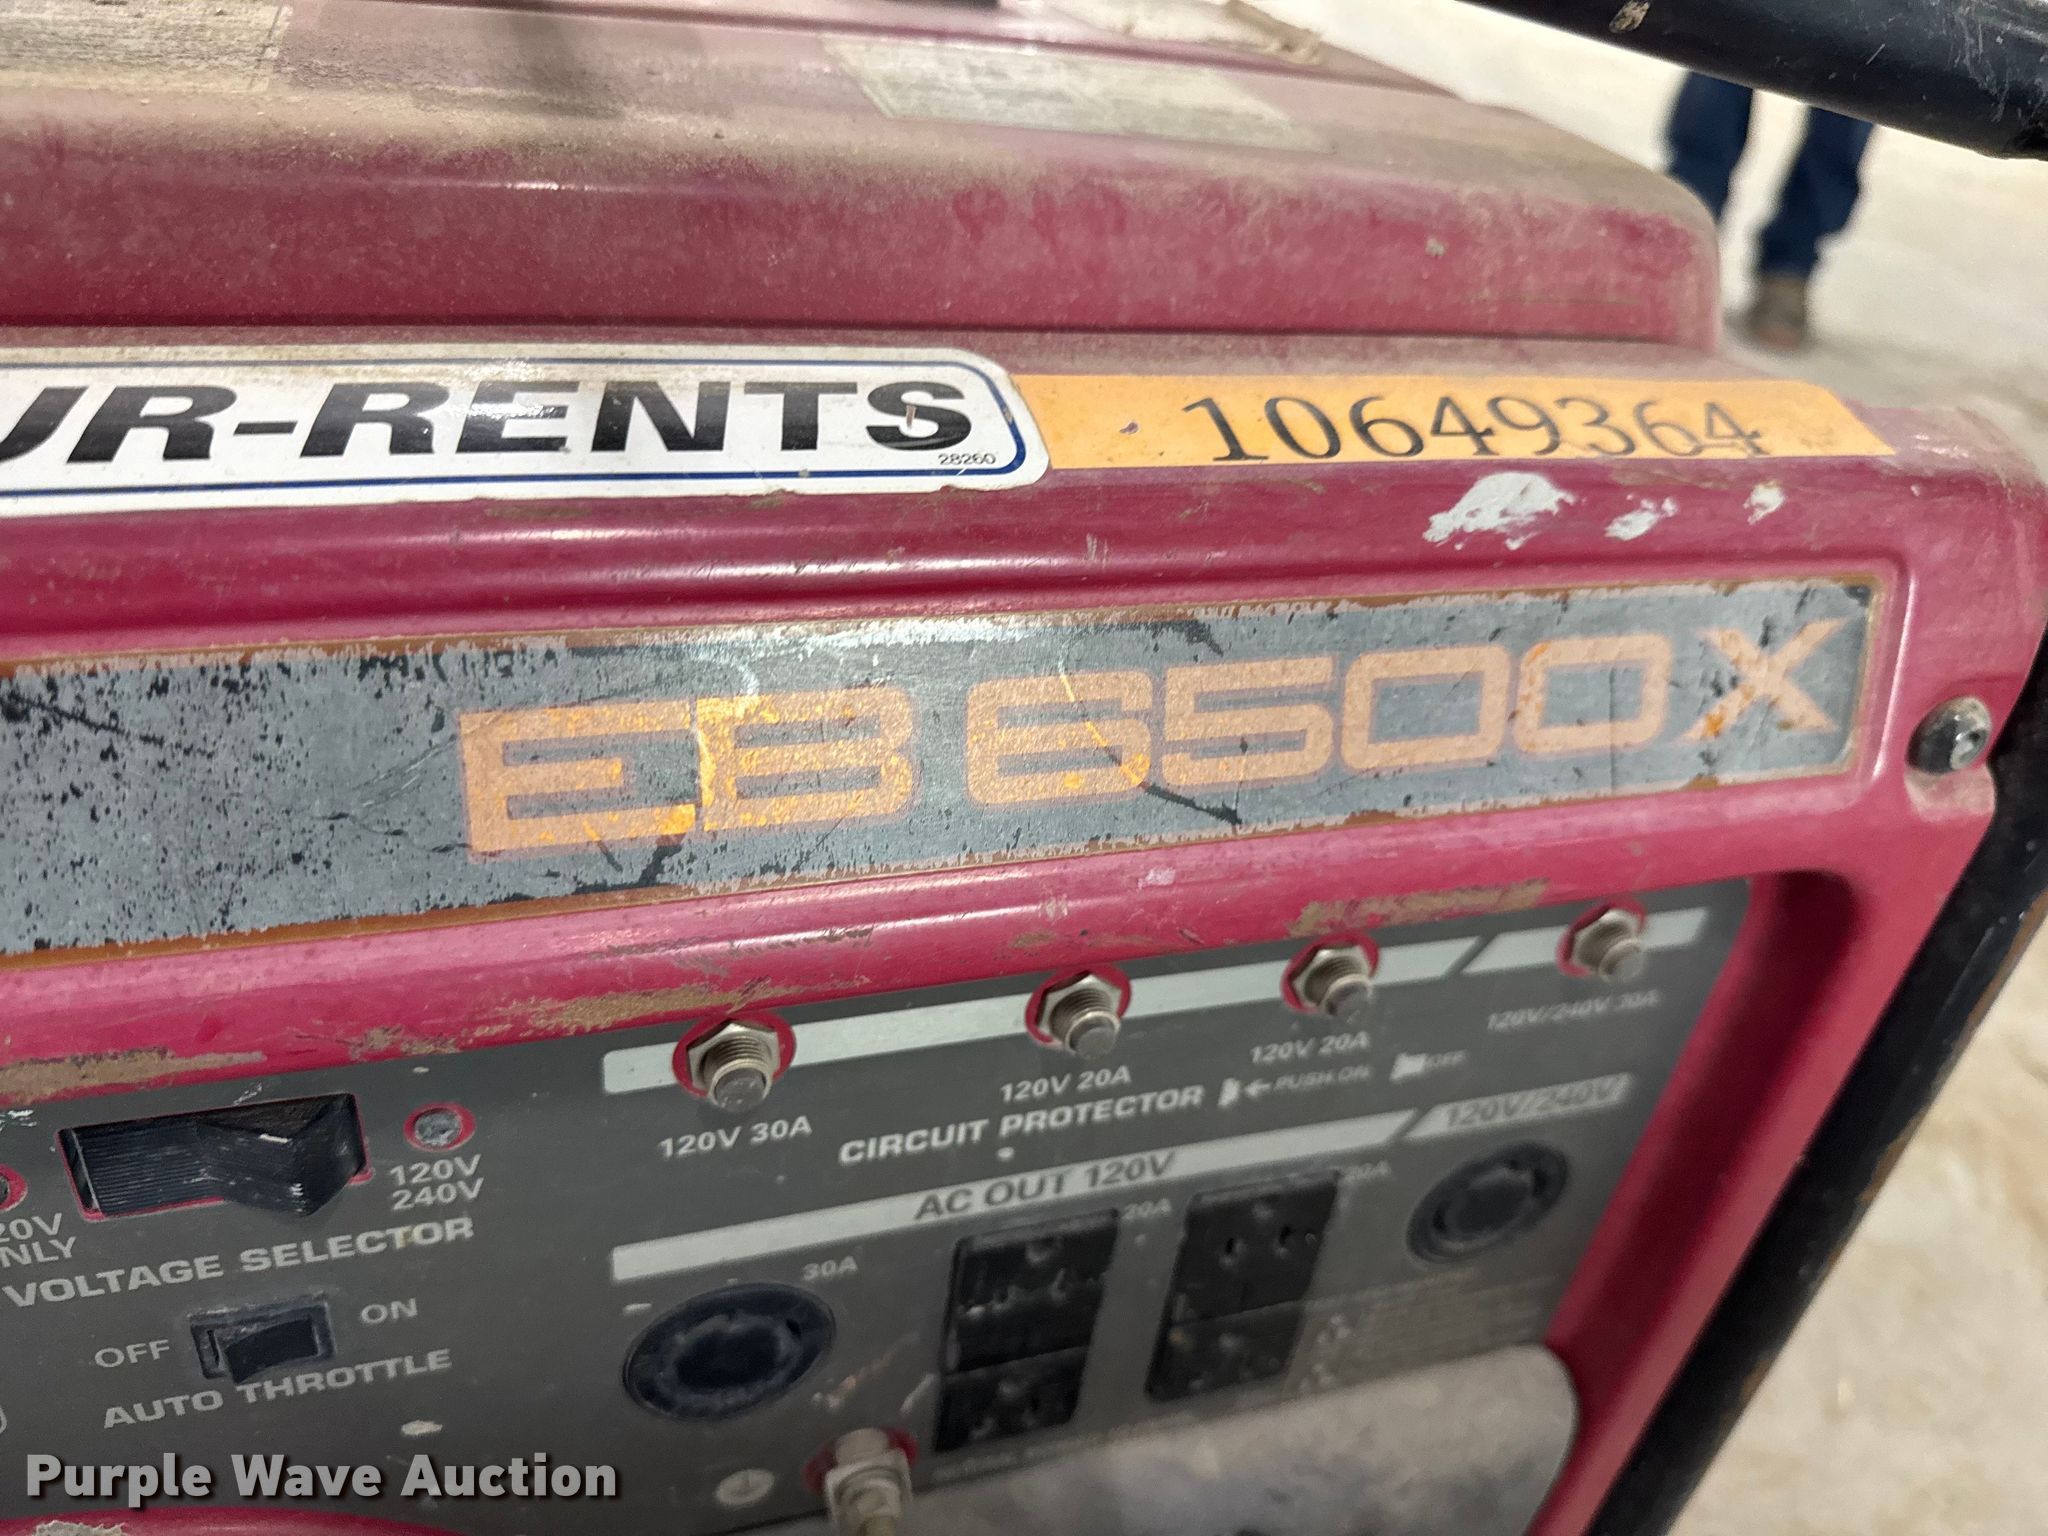 UR-RENTS
28260
10649364
EB 6500X
120V 30A
120V 20A
120V 20A
120V/240V 30A
CIRCUIT PROTECTOR PUSH ON OFF
120V
240V
20V
NLY
VOLTAGE SELECTOR
AC OUT 120V
120V/240V
30A
20A
20A
OFF
ON
AUTO THROTTLE
Purple Wave Auction